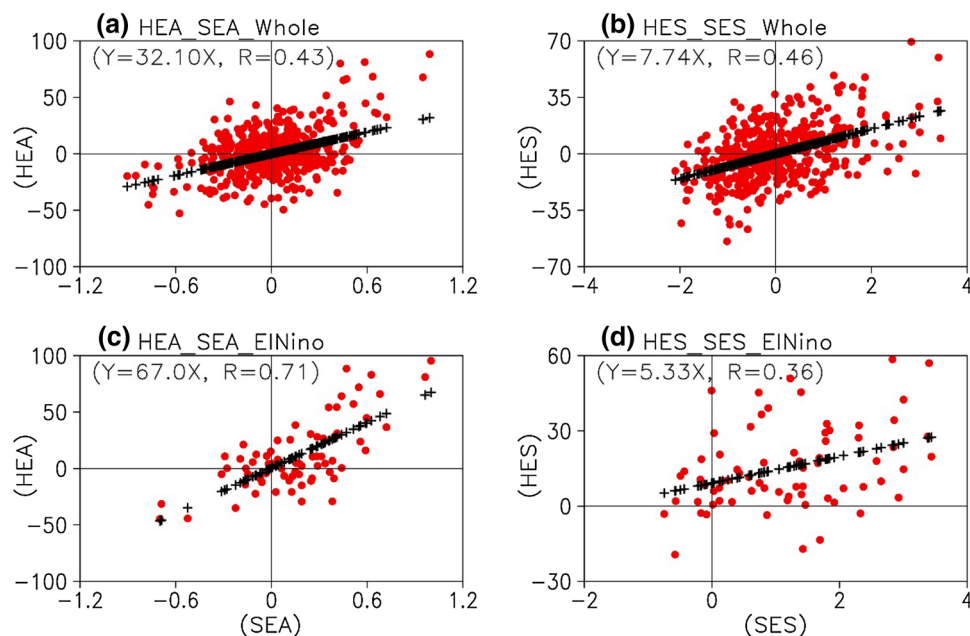 (a) HEA_SEA_Whole
(Y=32.10X, R=0.43)
100
50
0
−50
−100
(HEA)
−1.2
−0.6
0
0.6
1.2
(b) HES_SES_Whole
(Y=7.74X, R=0.46)
70
35
0
−35
−70
(HES)
−4
−2
0
2
4
(c) HEA_SEA_ElNino
(Y=67.0X, R=0.71)
100
50
0
−50
−100
(HEA)
−1.2
−0.6
0
0.6
1.2
(SEA)
(d) HES_SES_ElNino
(Y=5.33X, R=0.36)
60
30
0
−30
(HES)
−2
0
2
4
(SES)